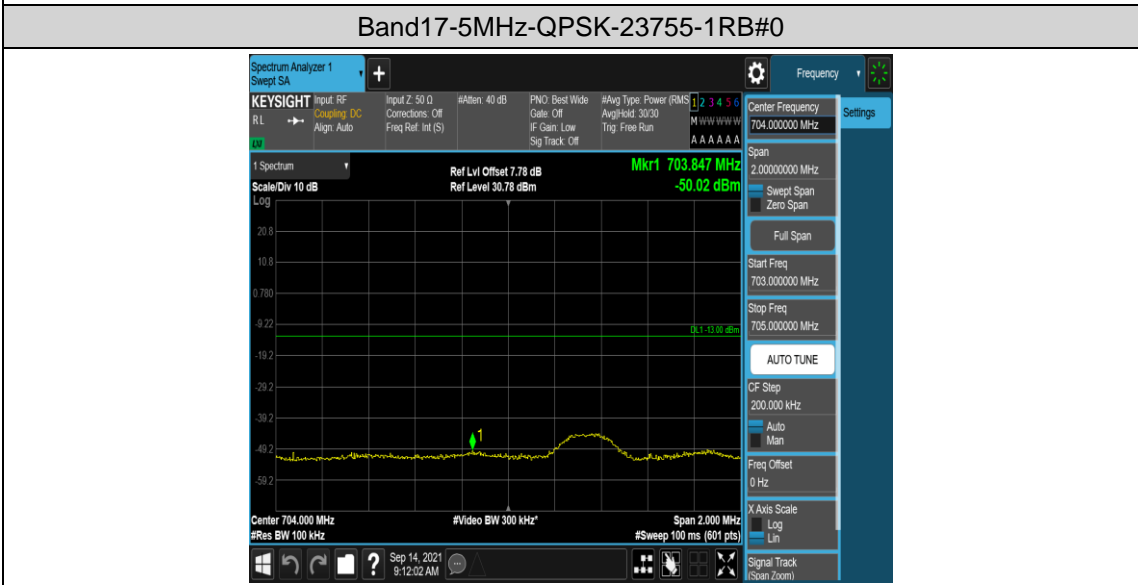 Band17-5MHz-QPSK-23755-1RB#0
Spectrum Analyzer 1
Swept SA
+
Frequency
KEYSIGHT
RL
Input: RF
Coupling: DC
Align: Auto
Input Z: 50 Ω
Corrections: Off
Freq Ref: Int (S)
#Atten: 40 dB
PNO: Best Wide
Gate: Off
IF Gain: Low
Sig Track: Off
#Avg Type: Power (RMS
Avg|Hold: 30/30
Trig: Free Run
1 2 3 4 5 6
M W W W W W
A A A A A A
Settings
Center Frequency
704.000000 MHz
Span
2.00000000 MHz
Swept Span
Zero Span
Full Span
Start Freq
703.000000 MHz
Stop Freq
705.000000 MHz
AUTO TUNE
CF Step
200.000 kHz
Auto
Man
Freq Offset
0 Hz
X Axis Scale
Log
Lin
Signal Track
(Span Zoom)
1 Spectrum
Scale/Div 10 dB
Log
Ref Lvl Offset 7.78 dB
Ref Level 30.78 dBm
Mkr1 703.847 MHz
-50.02 dBm
20.8
10.8
0.780
-9.22
DL1 -13.00 dBm
-19.2
-29.2
-39.2
1
-49.2
-59.2
Center 704.000 MHz
#Video BW 300 kHz*
Span 2.000 MHz
#Res BW 100 kHz
#Sweep 100 ms (601 pts)
?
Sep 14, 2021
9:12:02 AM